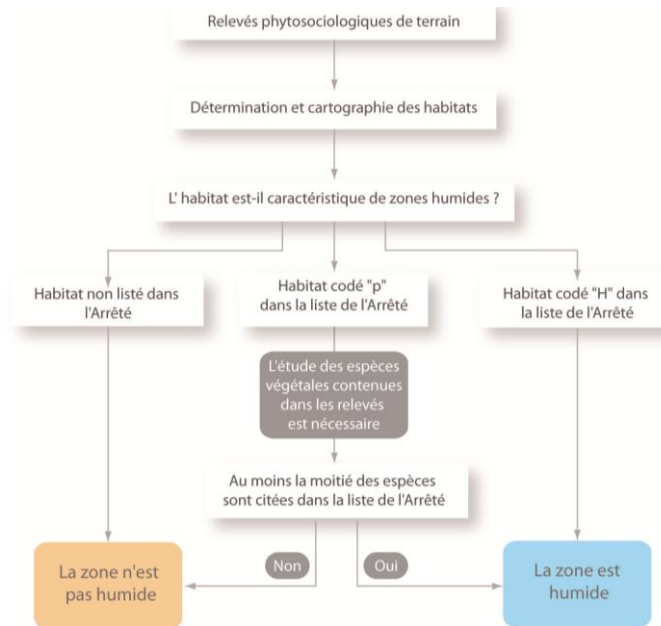 Relevés phytosociologiques de terrain
Détermination et cartographie des habitats
L' habitat est-il caractéristique de zones humides ?
Habitat non listé dans
l'Arrêté
Habitat codé "p"
dans la liste de l'Arrêté
Habitat codé "H" dans
la liste de l'Arrêté
L'étude des espèces
végétales contenues
dans les relevés
est nécessaire
Au moins la moitié des espèces
sont citées dans la liste de l'Arrêté
Non
Oui
La zone n'est
pas humide
La zone est
humide